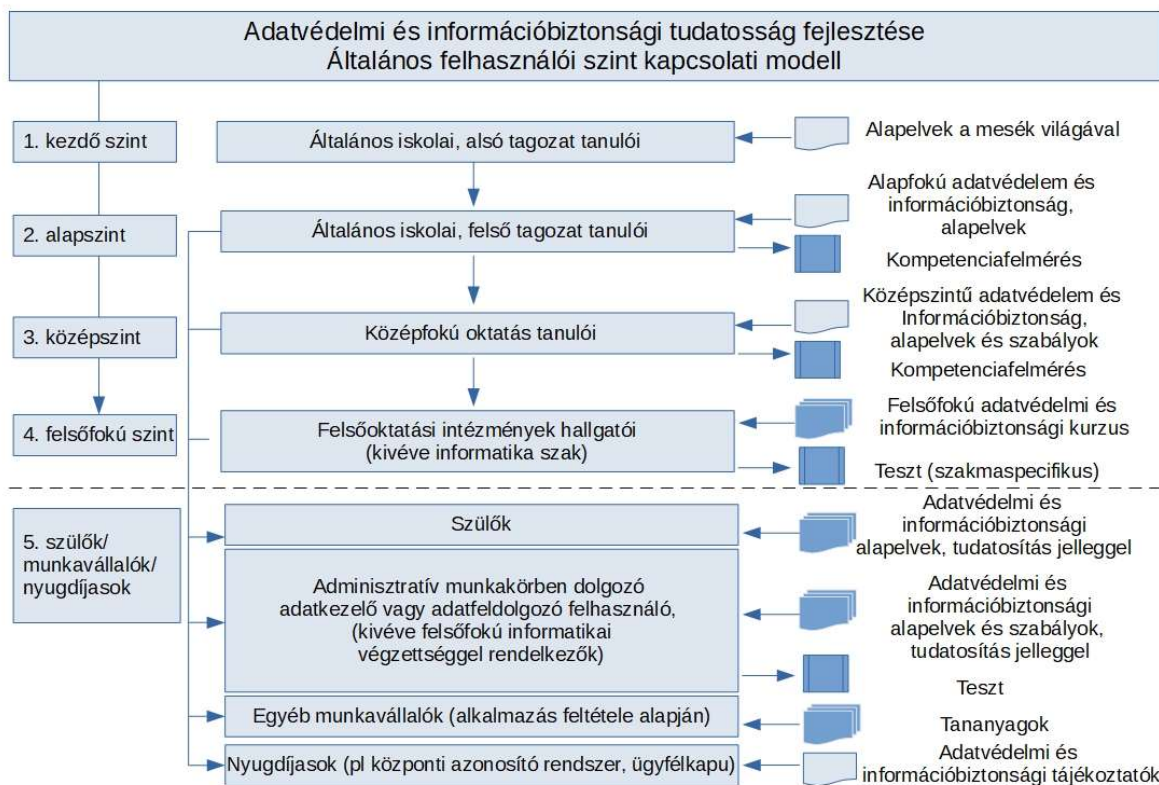 Adatvédelmi és információbiztonsági tudatosság fejlesztése
Általános felhasználói szint kapcsolati modell
1. kezdő szint
Általános iskolai, alsó tagozat tanulói
Alapelvek a mesék világával
2. alapszint
Általános iskolai, felső tagozat tanulói
Alapfokú adatvédelem és
információbiztonság,
alapelvek
Kompetenciafelmérés
3. középszint
Középfokú oktatás tanulói
Középszintű adatvédelem és
Információbiztonság,
alapelvek és szabályok
Kompetenciafelmérés
4. felsőfokú szint
Felsőoktatási intézmények hallgatói
(kivéve informatika szak)
Felsőfokú adatvédelmi és
információbiztonsági kurzus
Teszt (szakmaspecifikus)
5. szülők/
munkavállalók/
nyugdíjasok
Szülők
Adatvédelmi és
információbiztonsági
alapelvek, tudatosítás jelleggel
Adminisztratív munkakörben dolgozó
adatkezelő vagy adatfeldolgozó felhasználó,
(kivéve felsőfokú informatikai
végzettséggel rendelkezők)
Adatvédelmi és
információbiztonsági
alapelvek és szabályok,
tudatosítás jelleggel
Teszt
Egyéb munkavállalók (alkalmazás feltétele alapján)
Tananyagok
Nyugdíjasok (pl központi azonosító rendszer, ügyfélkapu)
Adatvédelmi és
információbiztonsági tájékoztatók